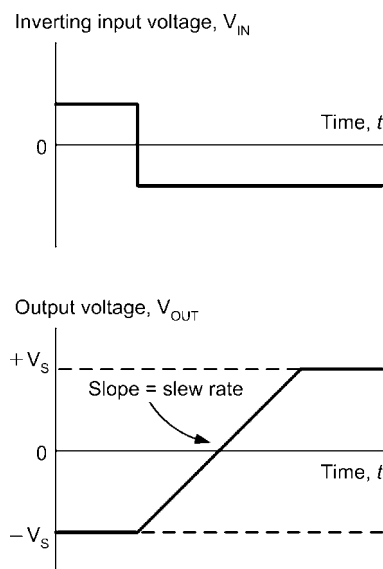 Inverting input voltage, V_IN
Time, t
0
Output voltage, V_OUT
+V_S
Slope = slew rate
0
Time, t
−V_S